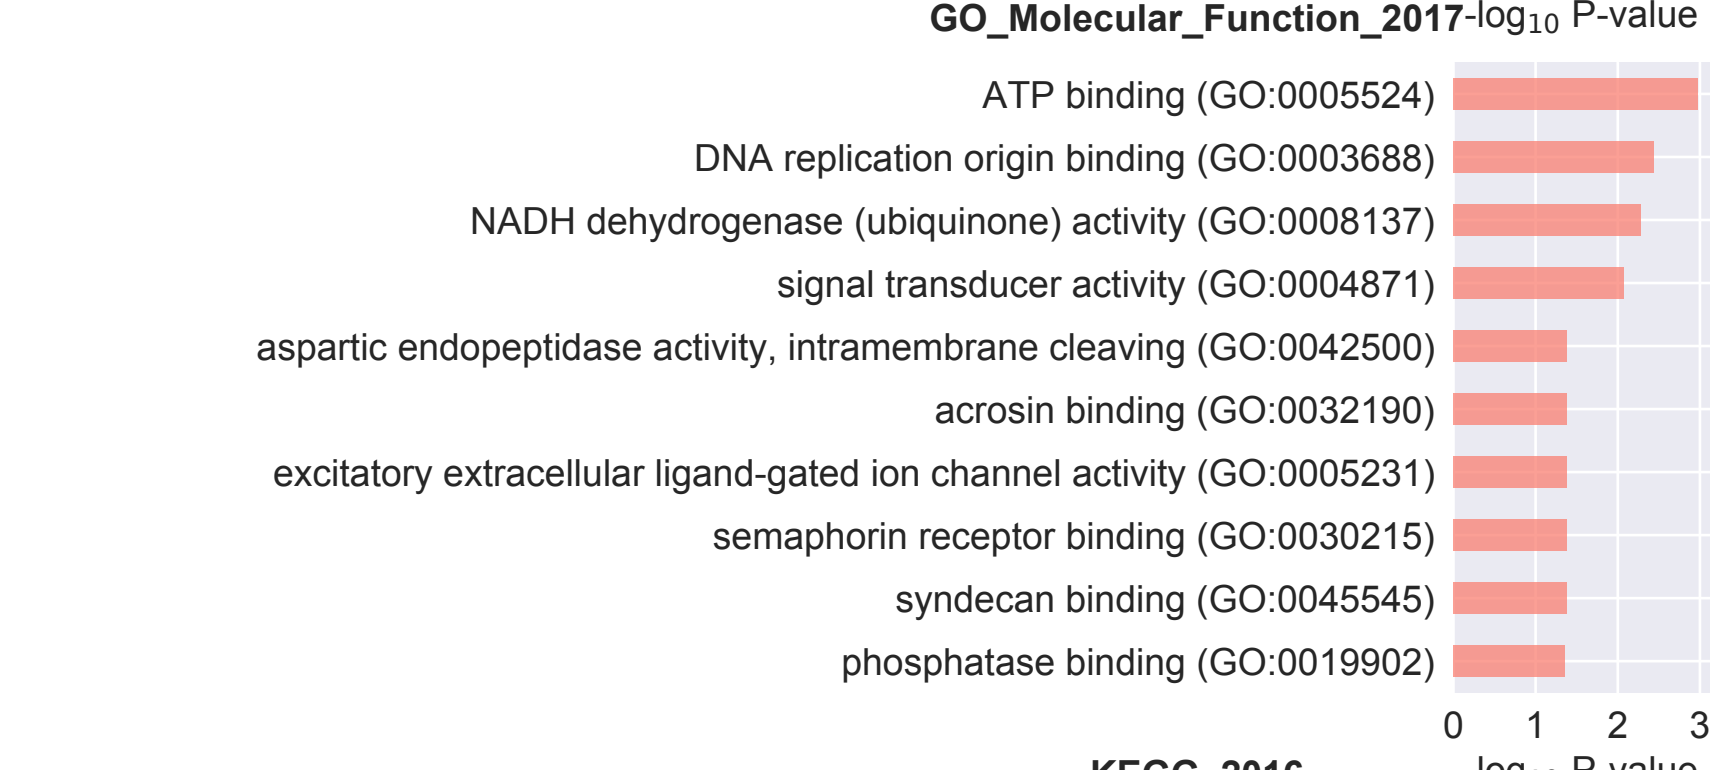 GO_Molecular_Function_2017 -log10 P-value
ATP binding (GO:0005524)
DNA replication origin binding (GO:0003688)
NADH dehydrogenase (ubiquinone) activity (GO:0008137)
signal transducer activity (GO:0004871)
aspartic endopeptidase activity, intramembrane cleaving (GO:0042500)
acrosin binding (GO:0032190)
excitatory extracellular ligand-gated ion channel activity (GO:0005231)
semaphorin receptor binding (GO:0030215)
syndecan binding (GO:0045545)
phosphatase binding (GO:0019902)
0 1 2 3
KEGG_2016 -log10 P-value